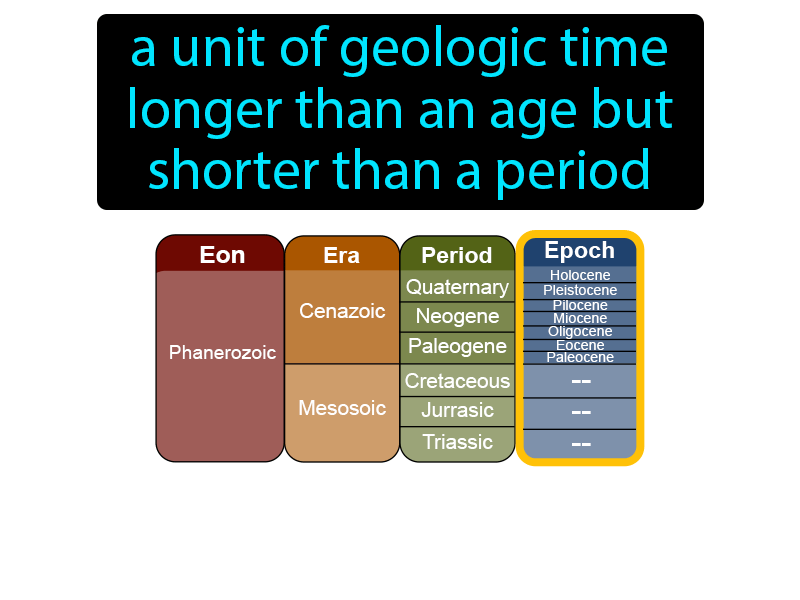 a unit of geologic time
longer than an age but
shorter than a period
Eon Era Period Epoch
Phanerozoic
Cenazoic
Mesosoic
Quaternary
Neogene
Paleogene
Cretaceous
Jurrasic
Triassic
Holocene
Pleistocene
Pilocene
Miocene
Oligocene
Eocene
Paleocene
--
--
--